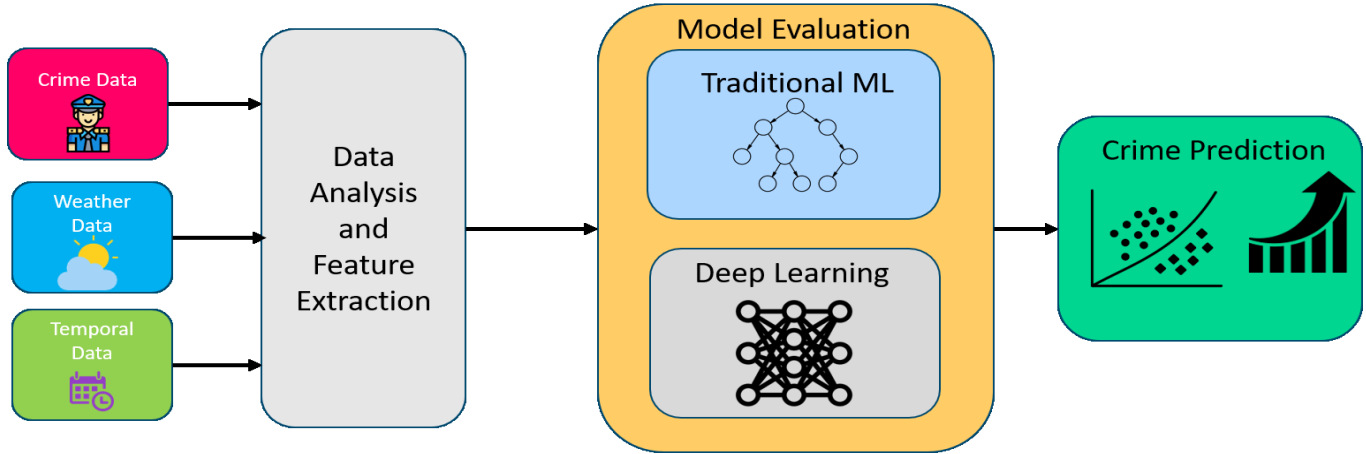 Crime Data
Weather
Data
Temporal
Data
Data
Analysis
and
Feature
Extraction
Model Evaluation
Traditional ML
Deep Learning
Crime Prediction